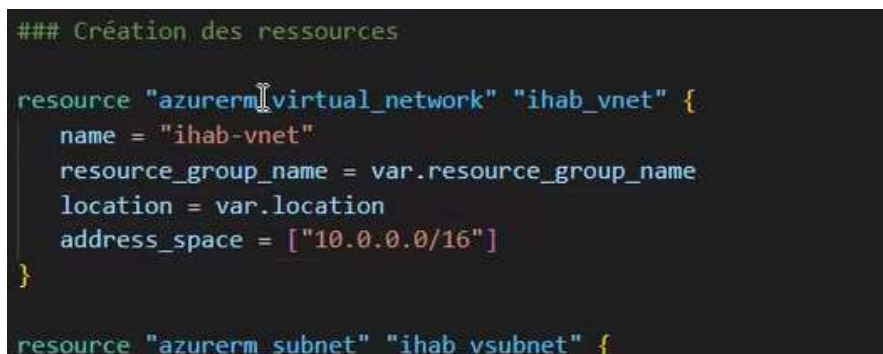 ### Création des ressources
resource "azurerm_virtual_network" "ihab_vnet" {
name = "ihab-vnet"
resource_group_name = var.resource_group_name
location = var.location
address_space = ["10.0.0.0/16"]
}
resource "azurerm_subnet" "ihab_vsubnet" {